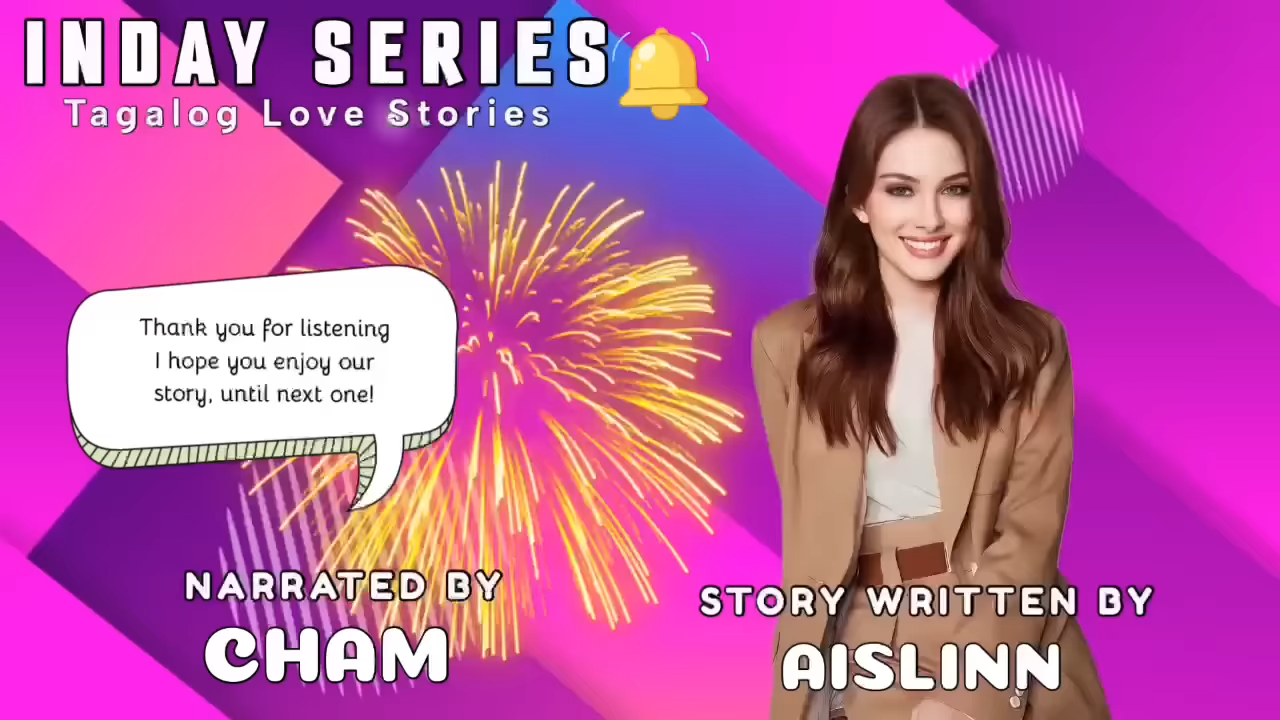 INDAY SERIES
Tagalog Love Stories
Thank you for listening
I hope you enjoy our
story, until next one!
NARRATED BY
CHAM
STORY WRITTEN BY
AISLINN